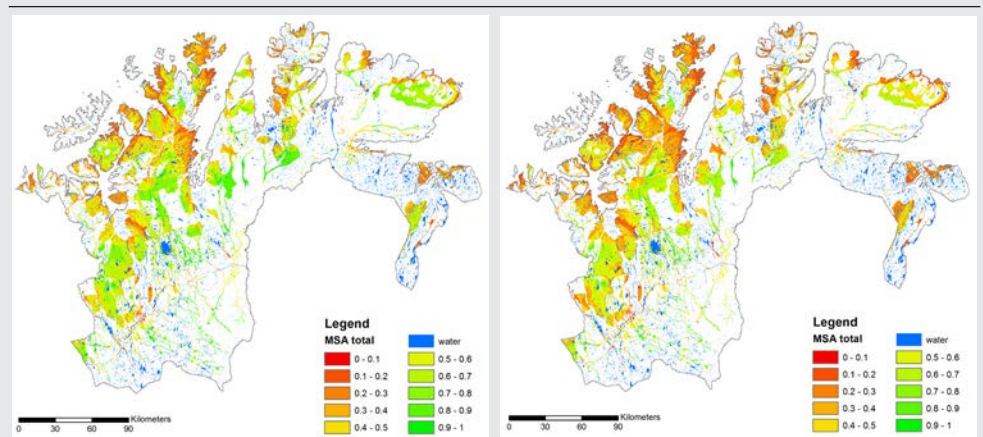 Legend
MSA total
water
0 - 0.1
0.5 - 0.6
0.1 - 0.2
0.6 - 0.7
0.2 - 0.3
0.7 - 0.8
0.3 - 0.4
0.8 - 0.9
0.4 - 0.5
0.9 - 1
Kilometers
0 30 60 90
Legend
MSA total
water
0 - 0.1
0.5 - 0.6
0.1 - 0.2
0.6 - 0.7
0.2 - 0.3
0.7 - 0.8
0.3 - 0.4
0.8 - 0.9
0.4 - 0.5
0.9 - 1
Kilometers
0 30 60 90